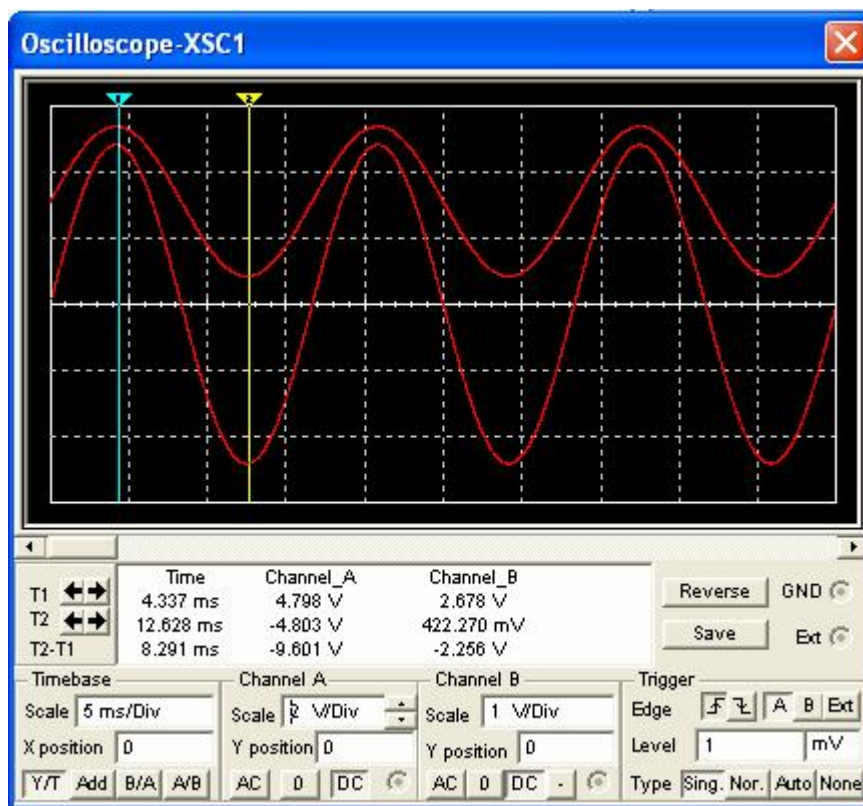 Oscilloscope-XSC1
1 2
Time Channel_A Channel_B
T1 4.337 ms 4.798 V 2.678 V
T2 12.628 ms -4.803 V 422.270 mV
T2-T1 8.291 ms -9.601 V -2.256 V
Reverse GND
Save Ext
Timebase Channel A Channel B Trigger
Scale 5 ms/Div Scale 2 V/Div Scale 1 V/Div Edge A B Ext
X position 0 Y position 0 Y position 0 Level 1 mV
Y/T Add B/A A/B AC 0 DC AC 0 DC - Type Sing. Nor. Auto None